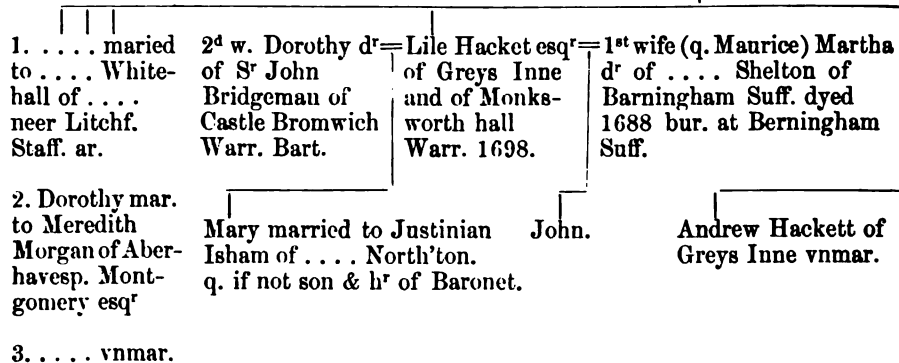 1. . . . . maried
to . . . . White-
hall of . . . .
neer Litchf.
Staff. ar.
2. Dorothy mar.
to Meredith
Morgan of Aber-
havesp. Mont-
gomery esqʳ
3. . . . . vnmar.
2ᵈ w. Dorothy dʳ=
of Sʳ John
Bridgeman of
Castle Bromwich
Warr. Bart.
Lile Hacket esqʳ=
of Greys Inne
and of Monks-
worth hall
Warr. 1698.
1ˢᵗ wife (q. Maurice) Martha
dʳ of . . . . Shelton of
Barningham Suff. dyed
1688 bur. at Berningham
Suff.
Mary married to Justinian
Isham of . . . . North'ton.
q. if not son & hʳ of Baronet.
John.
Andrew Hackett of
Greys Inne vnmar.